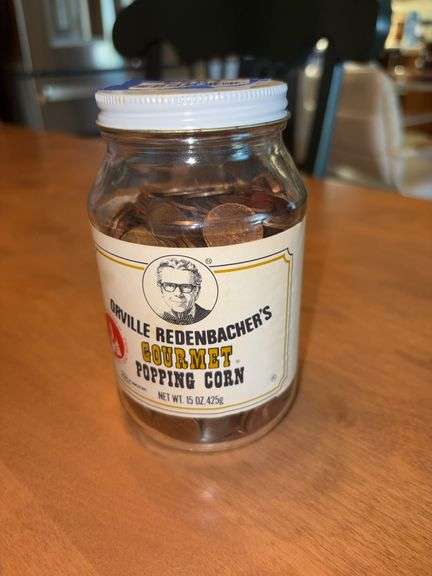 ®
ORVILLE REDENBACHER'S
GOURMET®
POPPING CORN
NET WT. 15 OZ. 425g
®